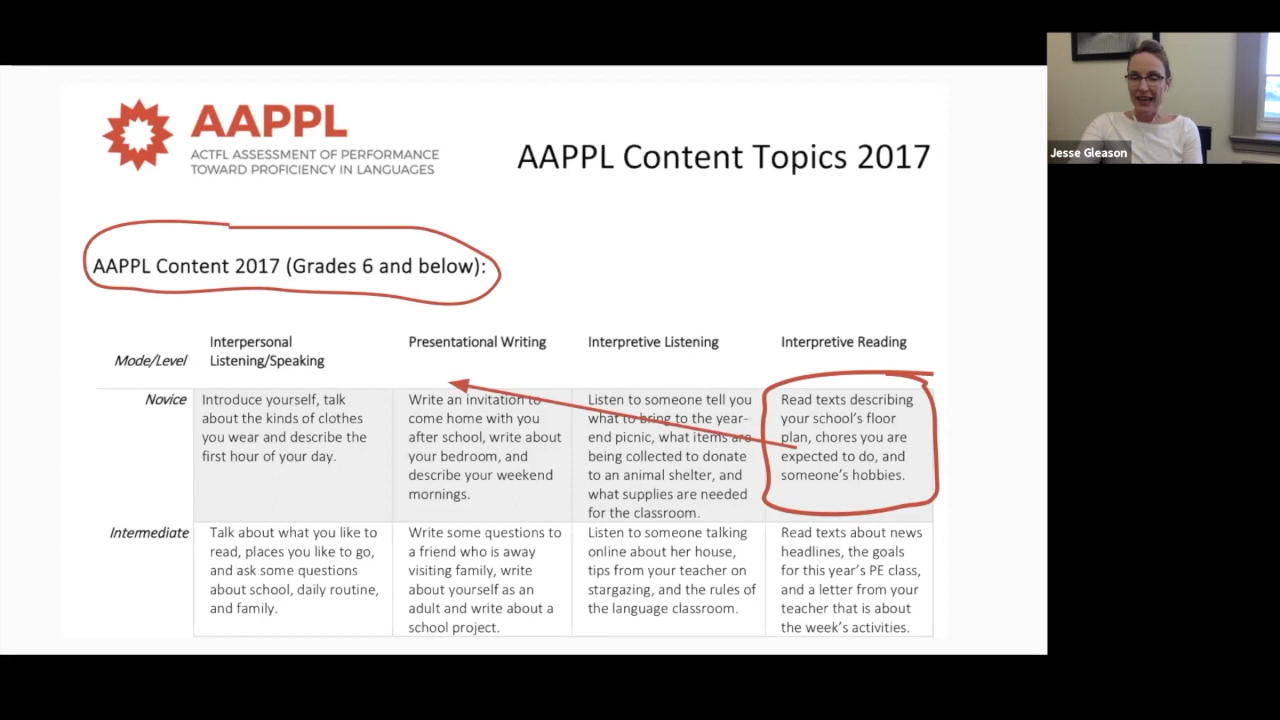 AAPPL
ACTFL ASSESSMENT OF PERFORMANCE
TOWARD PROFICIENCY IN LANGUAGES
AAPPL Content Topics 2017
Jesse Gleason
AAPPL Content 2017 (Grades 6 and below):
Mode/Level
Interpersonal
Listening/Speaking
Presentational Writing
Interpretive Listening
Interpretive Reading
Novice
Introduce yourself, talk
about the kinds of clothes
you wear and describe the
first hour of your day.
Write an invitation to
come home with you
after school, write about
your bedroom, and
describe your weekend
mornings.
Listen to someone tell you
what to bring to the year-
end picnic, what items are
being collected to donate
to an animal shelter, and
what supplies are needed
for the classroom.
Read texts describing
your school's floor
plan, chores you are
expected to do, and
someone's hobbies.
Intermediate
Talk about what you like to
read, places you like to go,
and ask some questions
about school, daily routine,
and family.
Write some questions to
a friend who is away
visiting family, write
about yourself as an
adult and write about a
school project.
Listen to someone talking
online about her house,
tips from your teacher on
stargazing, and the rules of
the language classroom.
Read texts about news
headlines, the goals
for this year's PE class,
and a letter from your
teacher that is about
the week's activities.